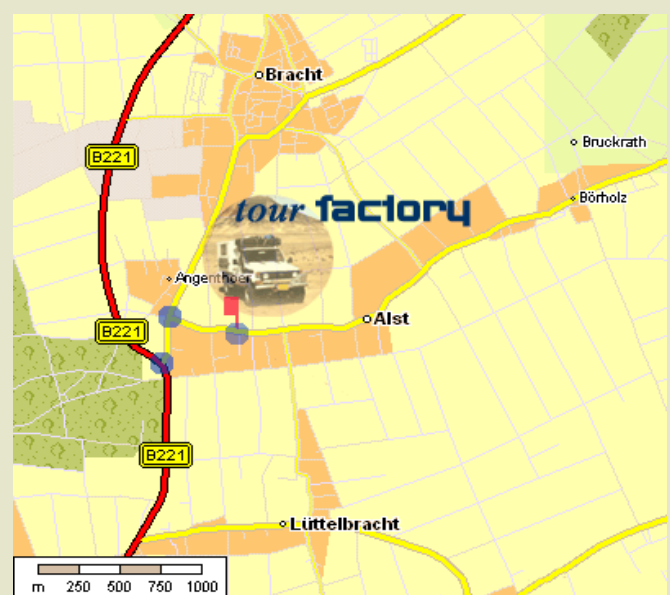 Bracht
Bruckrath
B221
Börholz
tour factory
Angenthoer
Alst
B221
B221
Lüttelbracht
m 250 500 750 1000